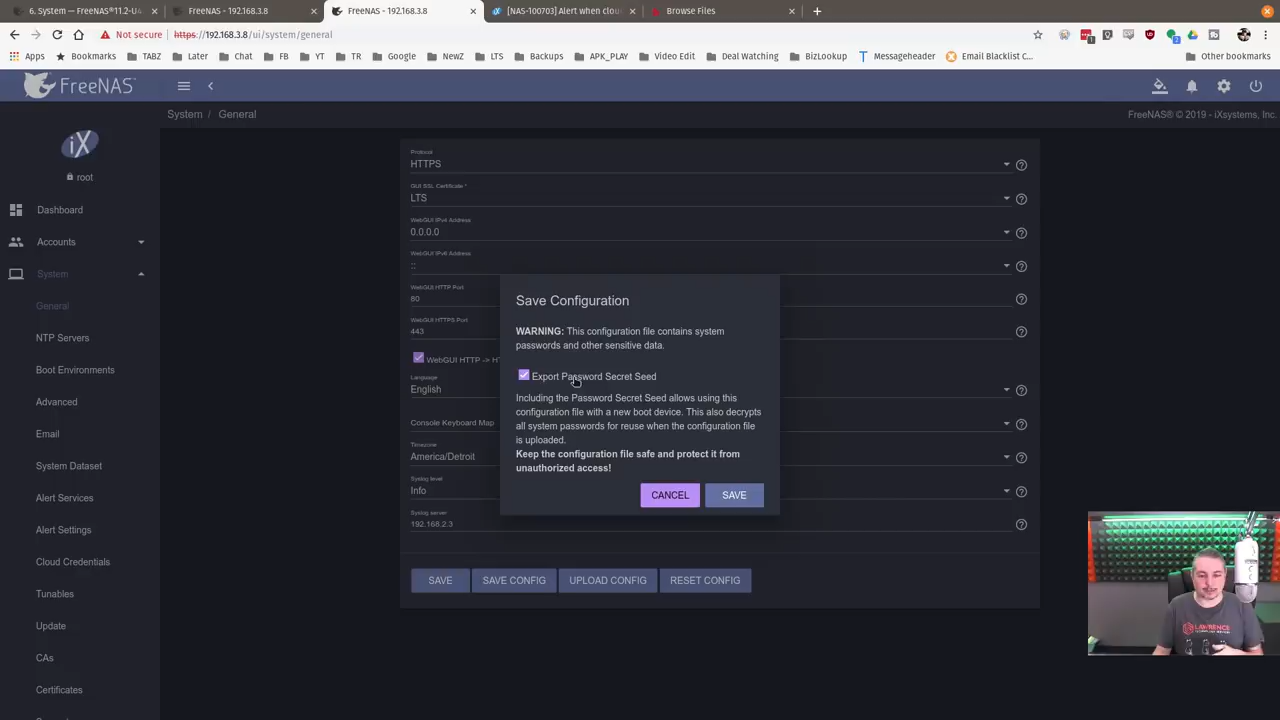 6. System — FreeNAS®11.2-U4
FreeNAS - 192.168.3.8
FreeNAS - 192.168.3.8
[NAS-100703] Alert when clou
Browse Files
Not secure
https://192.168.3.8/ui/system/general
Apps
Bookmarks
TABZ
Later
Chat
FB
YT
TR
Google
NewZ
LTS
Backups
APK_PLAY
Video Edit
Deal Watching
BizLookup
Messageheader
Email Blacklist C...
Other bookmarks
FreeNAS
System / General
FreeNAS® © 2019 - iXsystems, Inc.
iX
root
Dashboard
Accounts
System
General
NTP Servers
Boot Environments
Advanced
Email
System Dataset
Alert Services
Alert Settings
Cloud Credentials
Tunables
Update
CAs
Certificates
Protocol
HTTPS
GUI SSL Certificate *
LTS
WebGUI IPv4 Address
0.0.0.0
WebGUI IPv6 Address
::
WebGUI HTTP Port
80
WebGUI HTTPS Port
443
WebGUI HTTP -> HT
Language
English
Console Keyboard Map
Timezone
America/Detroit
Syslog level
Info
Syslog server
192.168.2.3
SAVE
SAVE CONFIG
UPLOAD CONFIG
RESET CONFIG
Save Configuration
WARNING: This configuration file contains system
passwords and other sensitive data.
Export Password Secret Seed
Including the Password Secret Seed allows using this
configuration file with a new boot device. This also decrypts
all system passwords for reuse when the configuration file
is uploaded.
Keep the configuration file safe and protect it from
unauthorized access!
CANCEL
SAVE
LAWRENCE